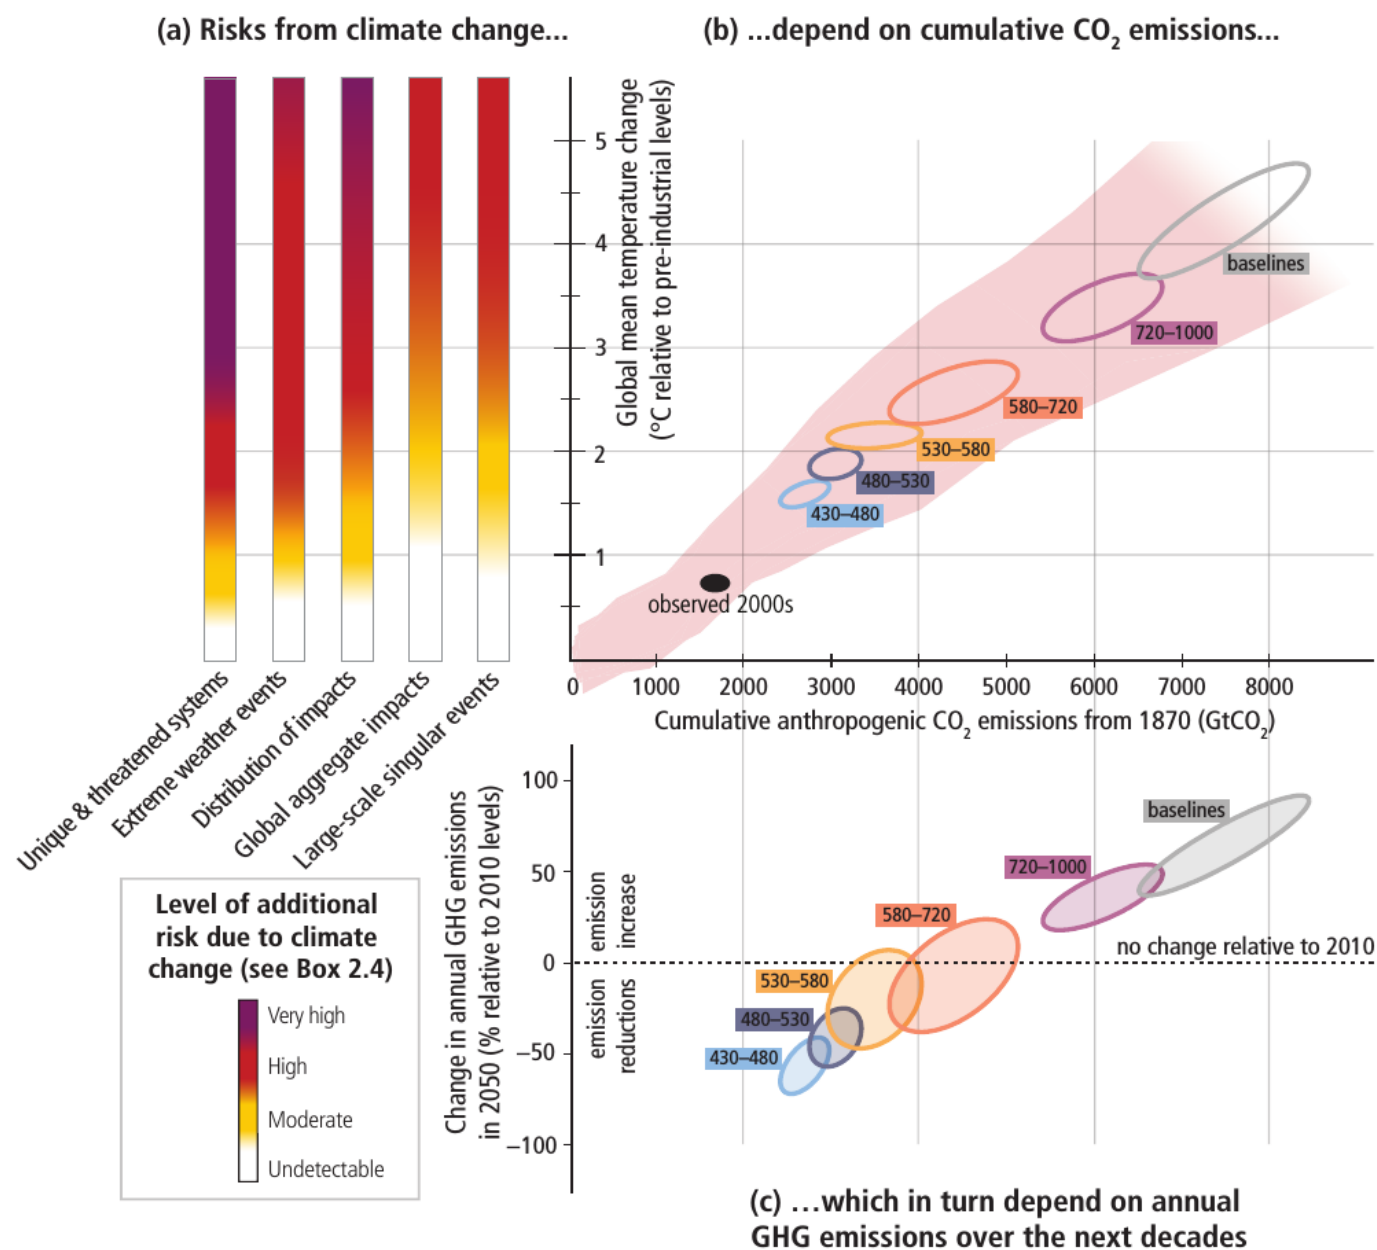 (a) Risks from climate change...
Unique & threatened systems
Extreme weather events
Distribution of impacts
Global aggregate impacts
Large-scale singular events
Level of additional
risk due to climate
change (see Box 2.4)
Very high
High
Moderate
Undetectable
(b) ...depend on cumulative CO₂ emissions...
Global mean temperature change
(°C relative to pre-industrial levels)
5
4
3
2
1
baselines
720–1000
580–720
530–580
480–530
430–480
observed 2000s
0 1000 2000 3000 4000 5000 6000 7000 8000
Cumulative anthropogenic CO₂ emissions from 1870 (GtCO₂)
Change in annual GHG emissions
in 2050 (% relative to 2010 levels)
100
50
0
−50
−100
emission
increase
emission
reductions
baselines
720–1000
580–720
no change relative to 2010
530–580
480–530
430–480
(c) ...which in turn depend on annual
GHG emissions over the next decades